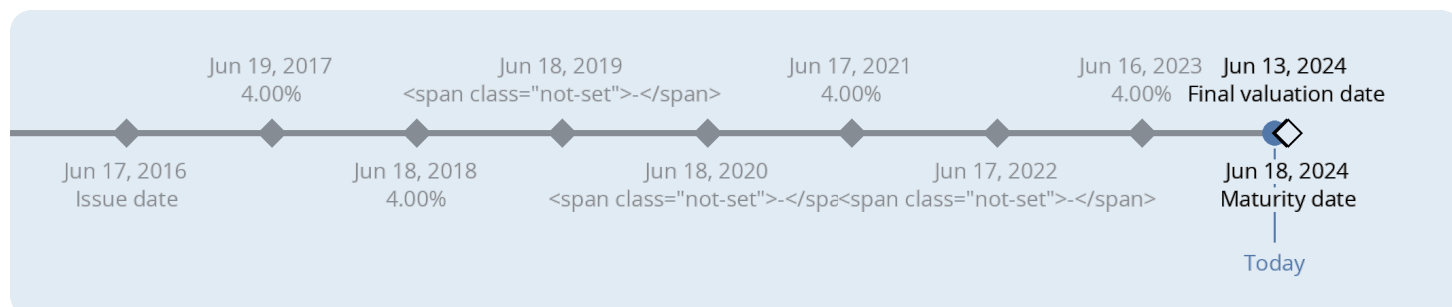 Jun 19, 2017
4.00%
Jun 18, 2019
<span class="not-set">-</span>
Jun 17, 2021
4.00%
Jun 16, 2023
4.00%
Jun 13, 2024
Final valuation date
Jun 17, 2016
Issue date
Jun 18, 2018
4.00%
Jun 18, 2020
<span class="not-set">-</spa
Jun 17, 2022
<span class="not-set">-</span>
Jun 18, 2024
Maturity date
Today